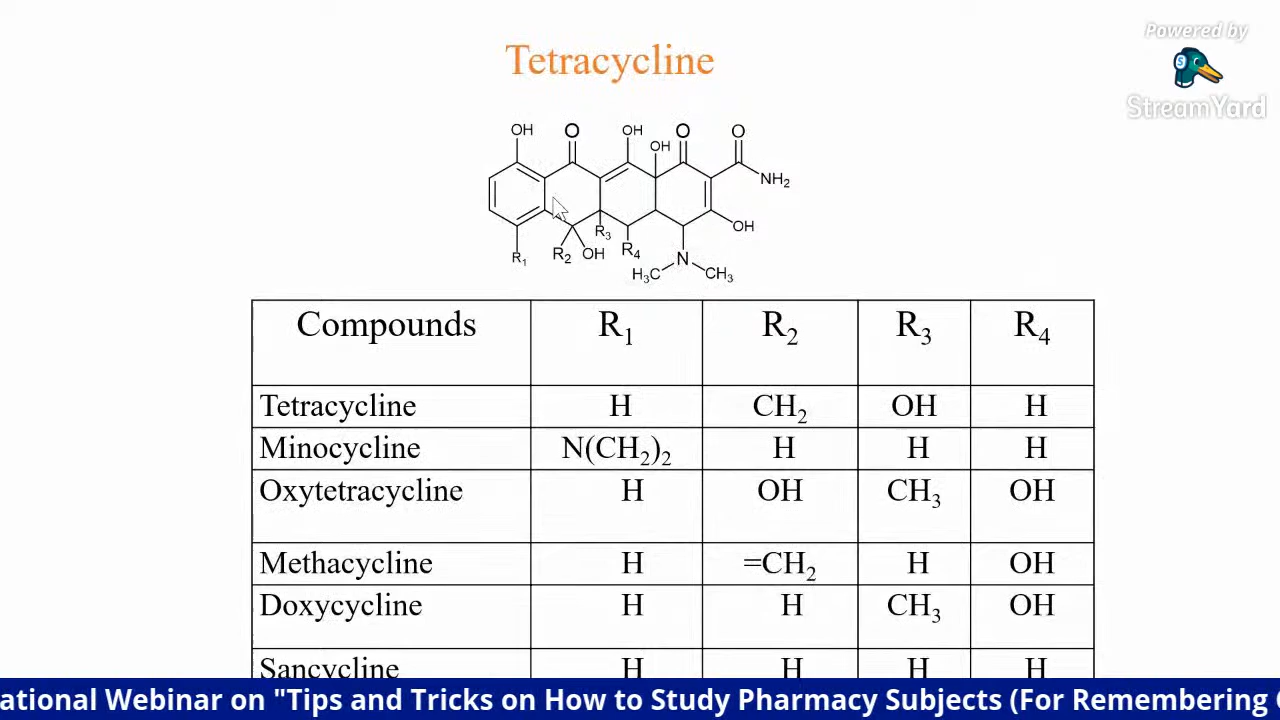 Powered by
StreamYard
Tetracycline
OH O OH OH O O
NH2
OH
R1 R2 OH R3 R4 N
H3C CH3
Compounds R1 R2 R3 R4
Tetracycline H CH2 OH H
Minocycline N(CH2)2 H H H
Oxytetracycline H OH CH3 OH
Methacycline H =CH2 H OH
Doxycycline H H CH3 OH
Sancycline H H H H
ational Webinar on "Tips and Tricks on How to Study Pharmacy Subjects (For Remembering